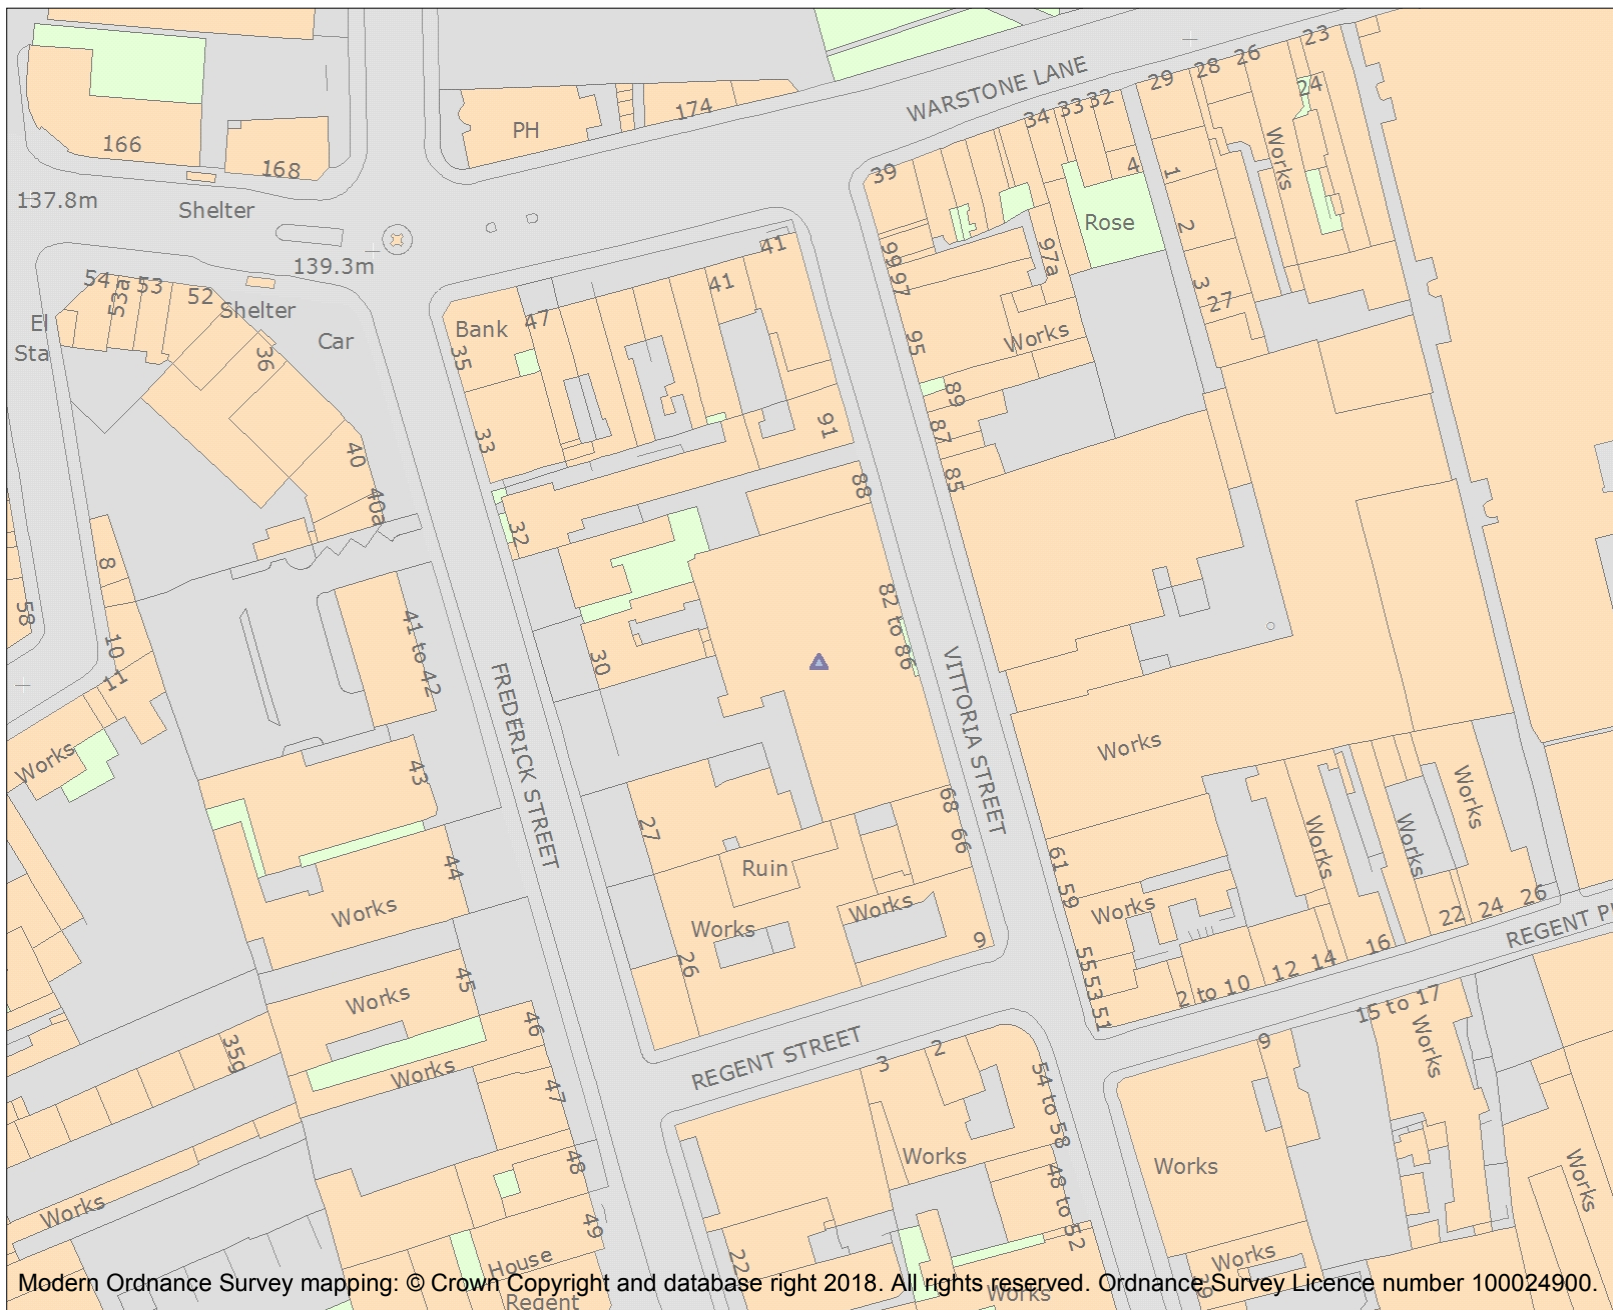 WARSTONE LANE
23
26
28
29
24
174
PH
34
33
32
166
168
39
4
1
Works
137.8m
Shelter
Rose
2
41
99
97
97a
139.3m
54
53a
53
52
Shelter
41
3
27
El
Sta
Car
Bank
47
35
36
95
Works
89
33
91
87
40
85
40a
88
32
8
58
82 to 86
41 to 42
10
11
30
FREDERICK STREET
VITTORIA STREET
Works
Works
43
Works
68
66
27
Works
Works
Ruin
61
59
44
Works
Works
Works
Works
9
26
22
24
26
REGENT
16
14
12
2 to 10
55
53
51
45
Works
15 to 17
46
35g
Works
REGENT STREET
3
2
9
Works
47
54 to 58
Works
Works
48
48 to 52
Works
Works
49
22
House
Works
Modern Ordnance Survey mapping: © Crown Copyright and database right 2018. All rights reserved. Ordnance Survey Licence number 100024900.
Works
Regent